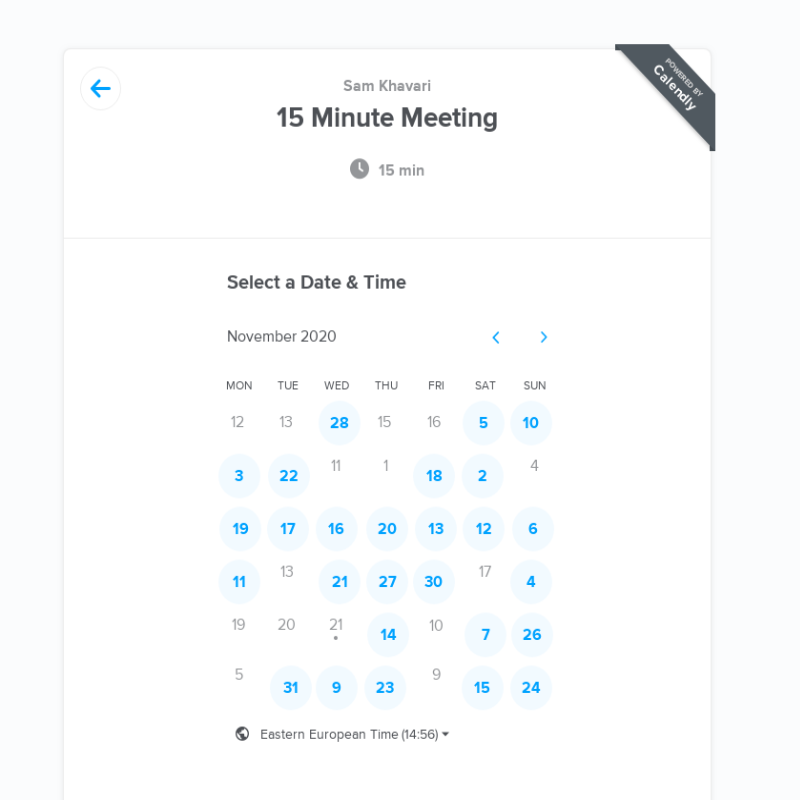 POWERED BY
Calendly
Sam Khavari
15 Minute Meeting
15 min
Select a Date & Time
November 2020
MON TUE WED THU FRI SAT SUN
12 13 28 15 16 5 10
3 22 11 1 18 2 4
19 17 16 20 13 12 6
11 13 21 27 30 17 4
19 20 21 14 10 7 26
5 31 9 23 9 15 24
Eastern European Time (14:56)